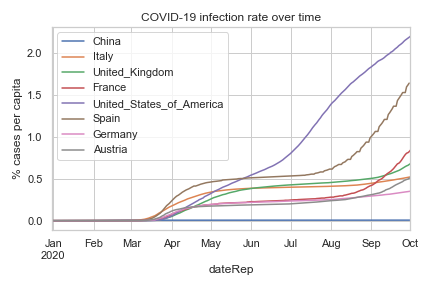 COVID-19 infection rate over time
% cases per capita
2.0
1.5
1.0
0.5
0.0
China
Italy
United_Kingdom
France
United_States_of_America
Spain
Germany
Austria
Jan Feb Mar Apr May Jun Jul Aug Sep Oct
2020
dateRep